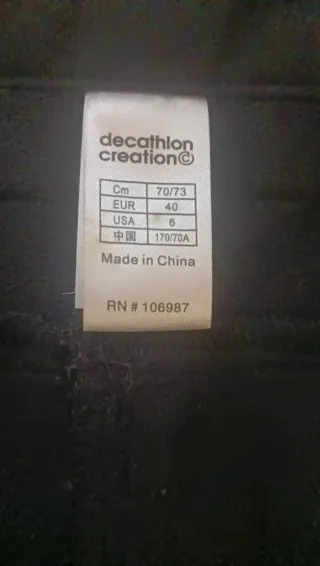 decathlon
creation©
Cm 70/73
EUR 40
USA 6
中国 170/70A
Made in China
RN # 106987